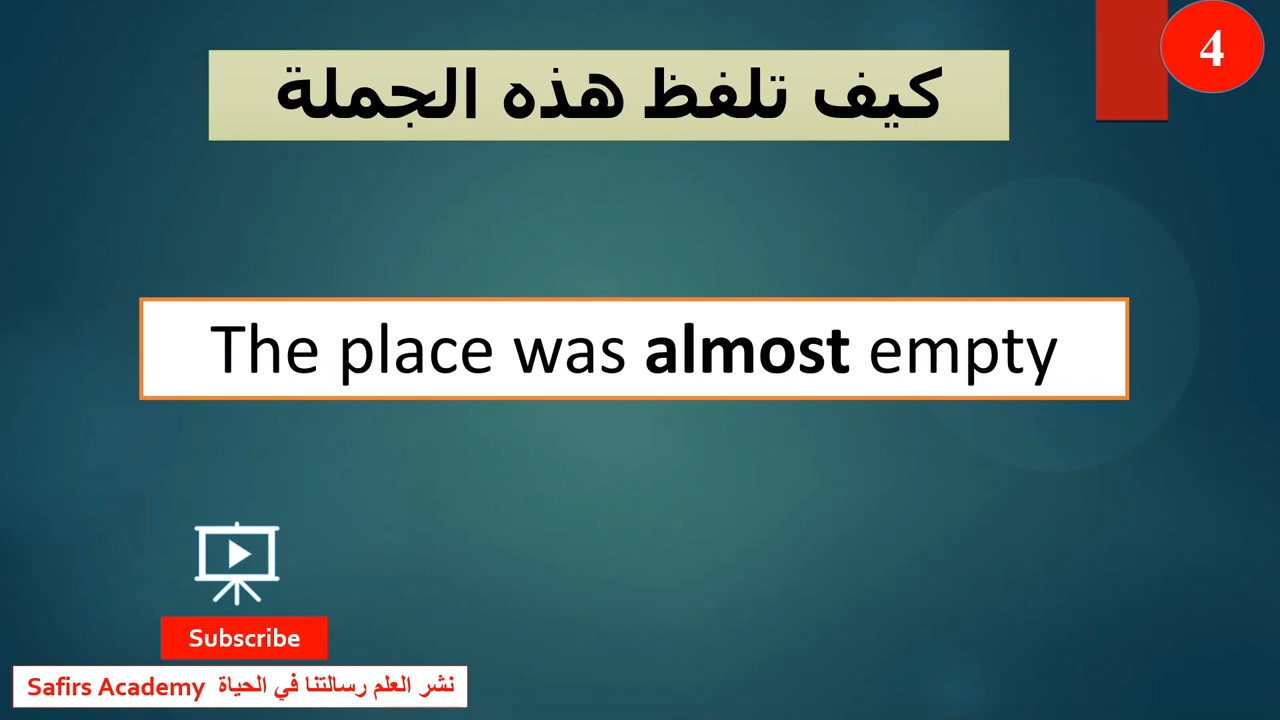 4
كيف تلفظ هذه الجملة
The place was almost empty
Subscribe
Safirs Academy نشر العلم رسالتنا في الحياة